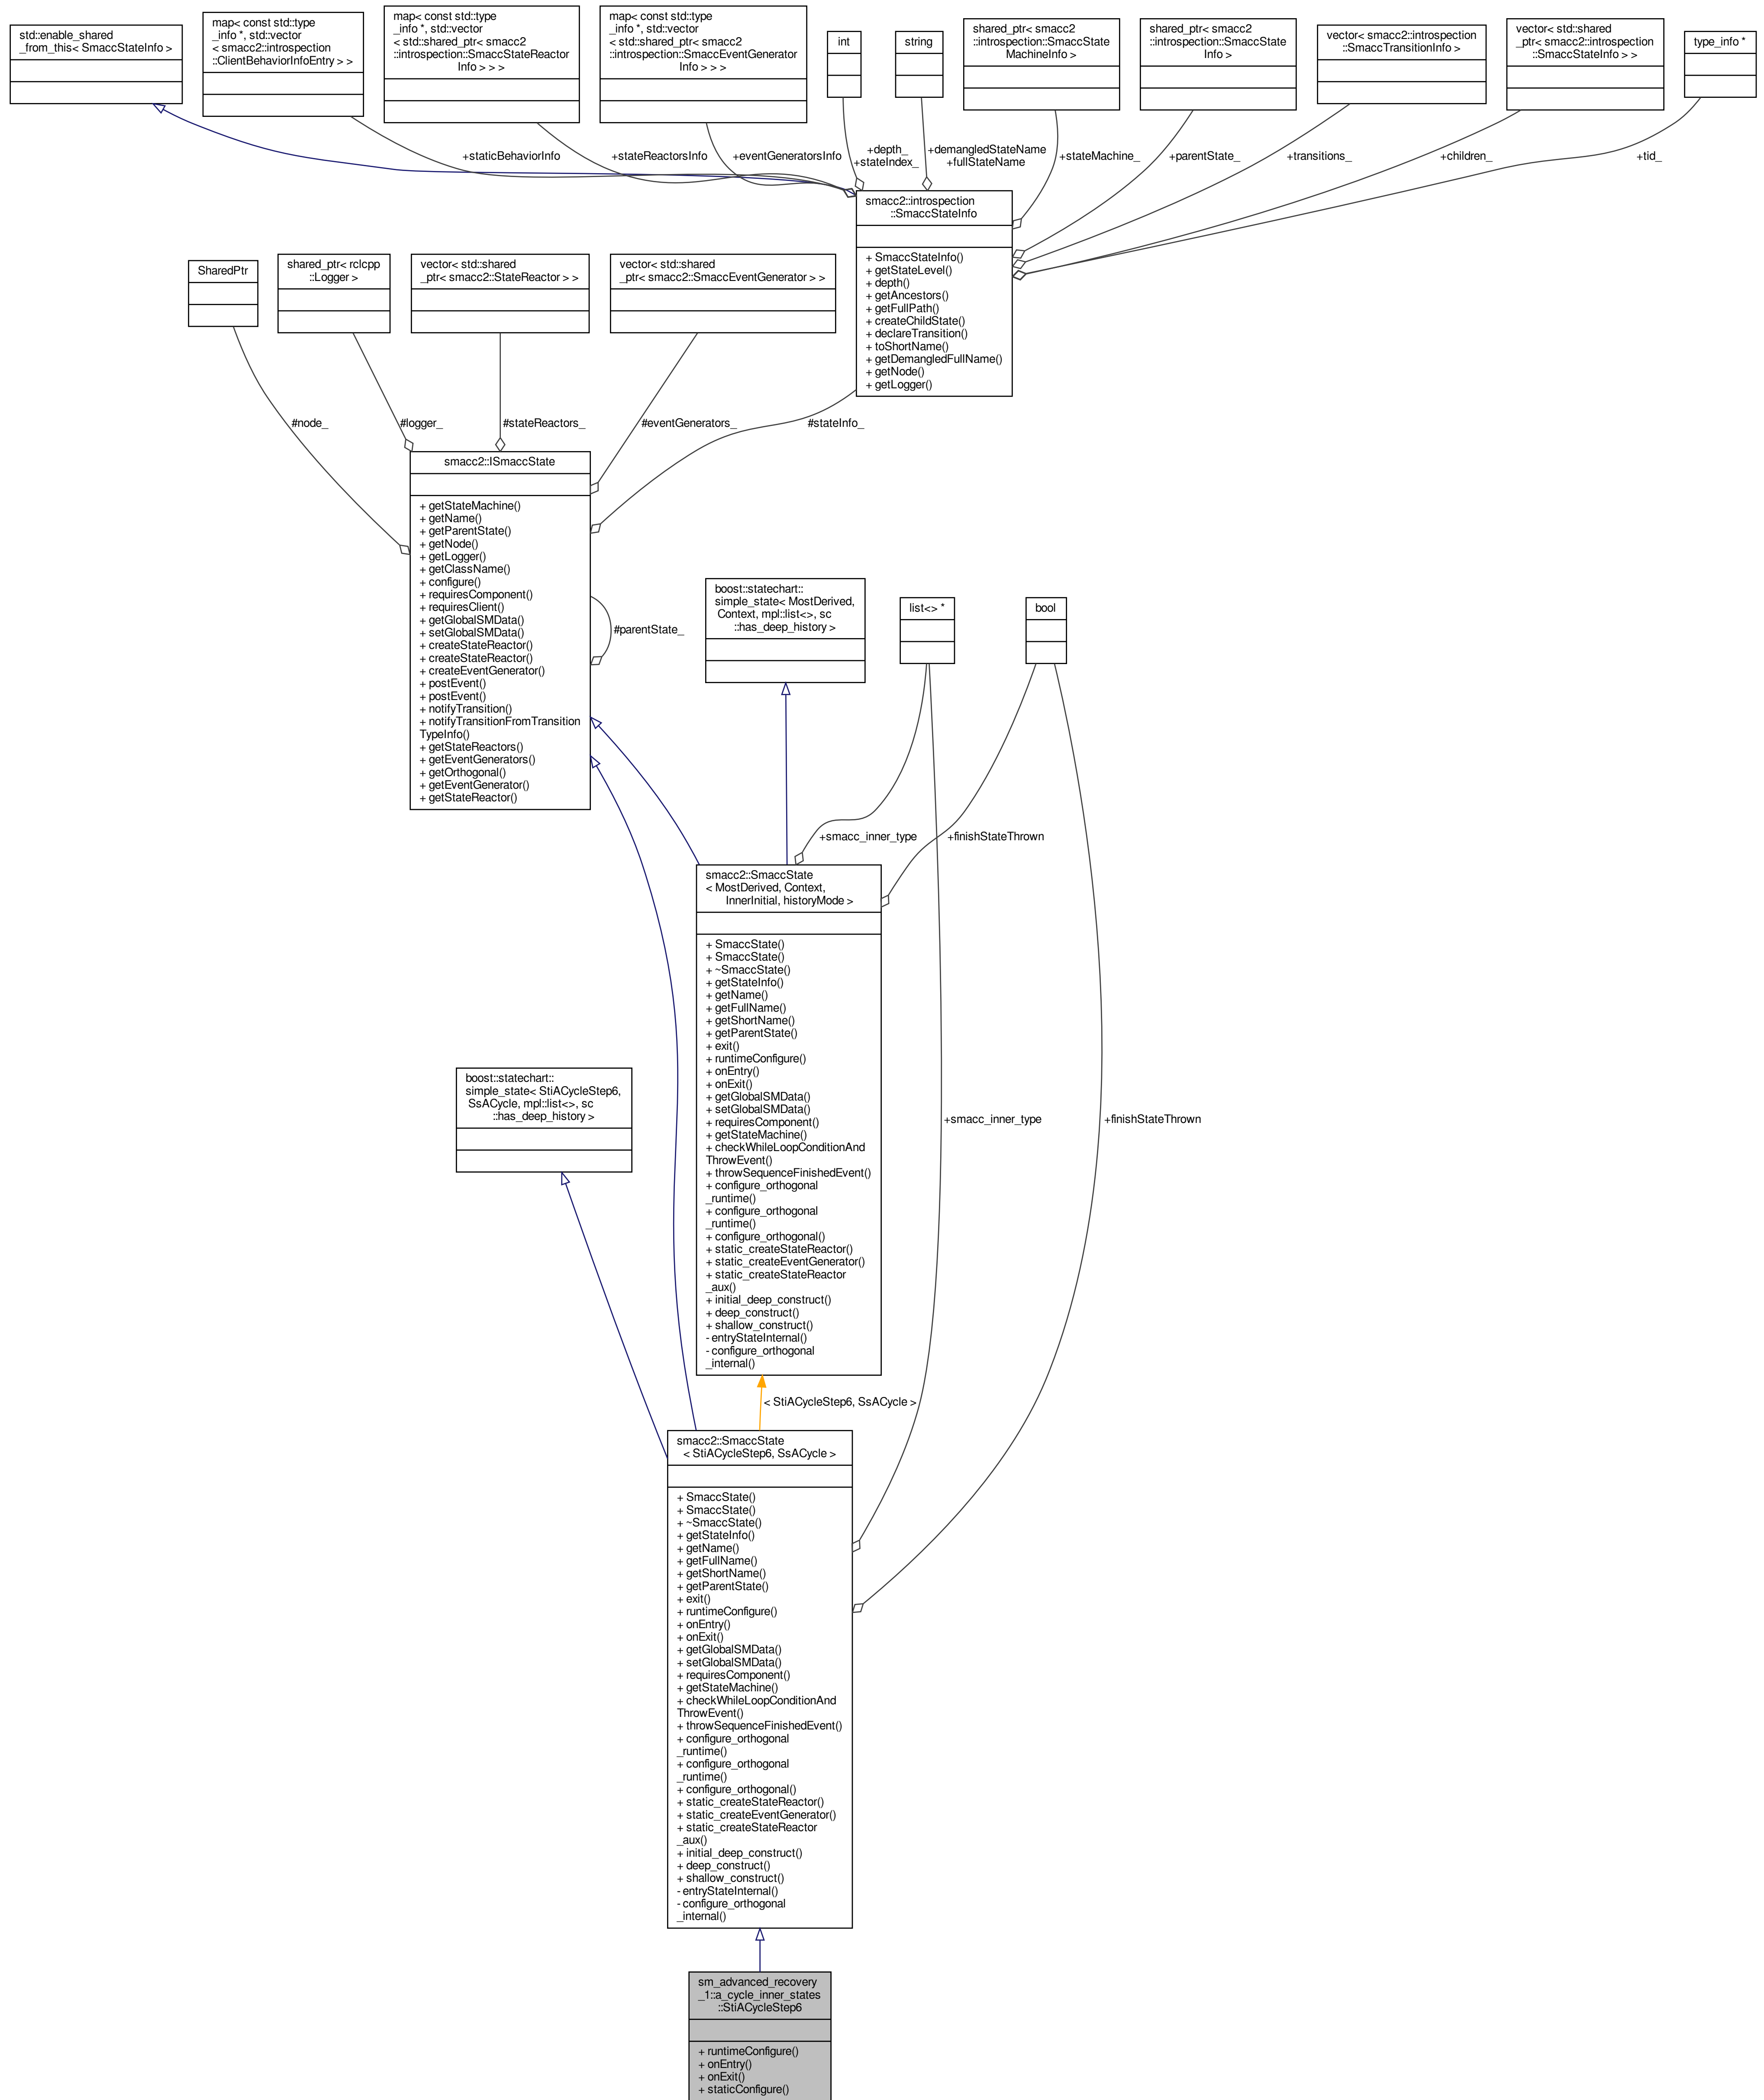 std::enable_shared
_from_this< SmaccStateInfo >
map< const std::type
_info *, std::vector
< smacc2::introspection
::ClientBehaviorInfoEntry > >
map< const std::type
_info *, std::vector
< std::shared_ptr< smacc2
::introspection::SmaccStateReactor
Info > > >
map< const std::type
_info *, std::vector
< std::shared_ptr< smacc2
::introspection::SmaccEventGenerator
Info > > >
int
string
shared_ptr< smacc2
::introspection::SmaccState
MachineInfo >
shared_ptr< smacc2
::introspection::SmaccState
Info >
vector< smacc2::introspection
::SmaccTransitionInfo >
vector< std::shared
_ptr< smacc2::introspection
::SmaccStateInfo > >
type_info *
+staticBehaviorInfo
+stateReactorsInfo
+eventGeneratorsInfo
+depth_
+stateIndex_
+demangledStateName
+fullStateName
+stateMachine_
+parentState_
+transitions_
+children_
+tid_
smacc2::introspection
::SmaccStateInfo
+ SmaccStateInfo()
+ getStateLevel()
+ depth()
+ getAncestors()
+ getFullPath()
+ createChildState()
+ declareTransition()
+ toShortName()
+ getDemangledFullName()
+ getNode()
+ getLogger()
SharedPtr
shared_ptr< rclcpp
::Logger >
vector< std::shared
_ptr< smacc2::StateReactor > >
vector< std::shared
_ptr< smacc2::SmaccEventGenerator > >
#node_
#logger_
#stateReactors_
#eventGenerators_
#stateInfo_
smacc2::ISmaccState
+ getStateMachine()
+ getName()
+ getParentState()
+ getNode()
+ getLogger()
+ getClassName()
+ configure()
+ requiresComponent()
+ requiresClient()
+ getGlobalSMData()
+ setGlobalSMData()
+ createStateReactor()
+ createStateReactor()
+ createEventGenerator()
+ postEvent()
+ postEvent()
+ notifyTransition()
+ notifyTransitionFromTransition
TypeInfo()
+ getStateReactors()
+ getEventGenerators()
+ getOrthogonal()
+ getEventGenerator()
+ getStateReactor()
#parentState_
boost::statechart::
simple_state< MostDerived,
Context, mpl::list<>, sc
::has_deep_history >
list<> *
bool
+smacc_inner_type
+finishStateThrown
smacc2::SmaccState
< MostDerived, Context,
InnerInitial, historyMode >
+ SmaccState()
+ SmaccState()
+ ~SmaccState()
+ getStateInfo()
+ getName()
+ getFullName()
+ getShortName()
+ getParentState()
+ exit()
+ runtimeConfigure()
+ onEntry()
+ onExit()
+ getGlobalSMData()
+ setGlobalSMData()
+ requiresComponent()
+ getStateMachine()
+ checkWhileLoopConditionAnd
ThrowEvent()
+ throwSequenceFinishedEvent()
+ configure_orthogonal
_runtime()
+ configure_orthogonal
_runtime()
+ configure_orthogonal()
+ static_createStateReactor()
+ static_createEventGenerator()
+ static_createStateReactor
_aux()
+ initial_deep_construct()
+ deep_construct()
+ shallow_construct()
- entryStateInternal()
- configure_orthogonal
_internal()
boost::statechart::
simple_state< StiACycleStep6,
SsACycle, mpl::list<>, sc
::has_deep_history >
+smacc_inner_type
+finishStateThrown
< StiACycleStep6, SsACycle >
smacc2::SmaccState
< StiACycleStep6, SsACycle >
+ SmaccState()
+ SmaccState()
+ ~SmaccState()
+ getStateInfo()
+ getName()
+ getFullName()
+ getShortName()
+ getParentState()
+ exit()
+ runtimeConfigure()
+ onEntry()
+ onExit()
+ getGlobalSMData()
+ setGlobalSMData()
+ requiresComponent()
+ getStateMachine()
+ checkWhileLoopConditionAnd
ThrowEvent()
+ throwSequenceFinishedEvent()
+ configure_orthogonal
_runtime()
+ configure_orthogonal
_runtime()
+ configure_orthogonal()
+ static_createStateReactor()
+ static_createEventGenerator()
+ static_createStateReactor
_aux()
+ initial_deep_construct()
+ deep_construct()
+ shallow_construct()
- entryStateInternal()
- configure_orthogonal
_internal()
sm_advanced_recovery
_1::a_cycle_inner_states
::StiACycleStep6
+ runtimeConfigure()
+ onEntry()
+ onExit()
+ staticConfigure()